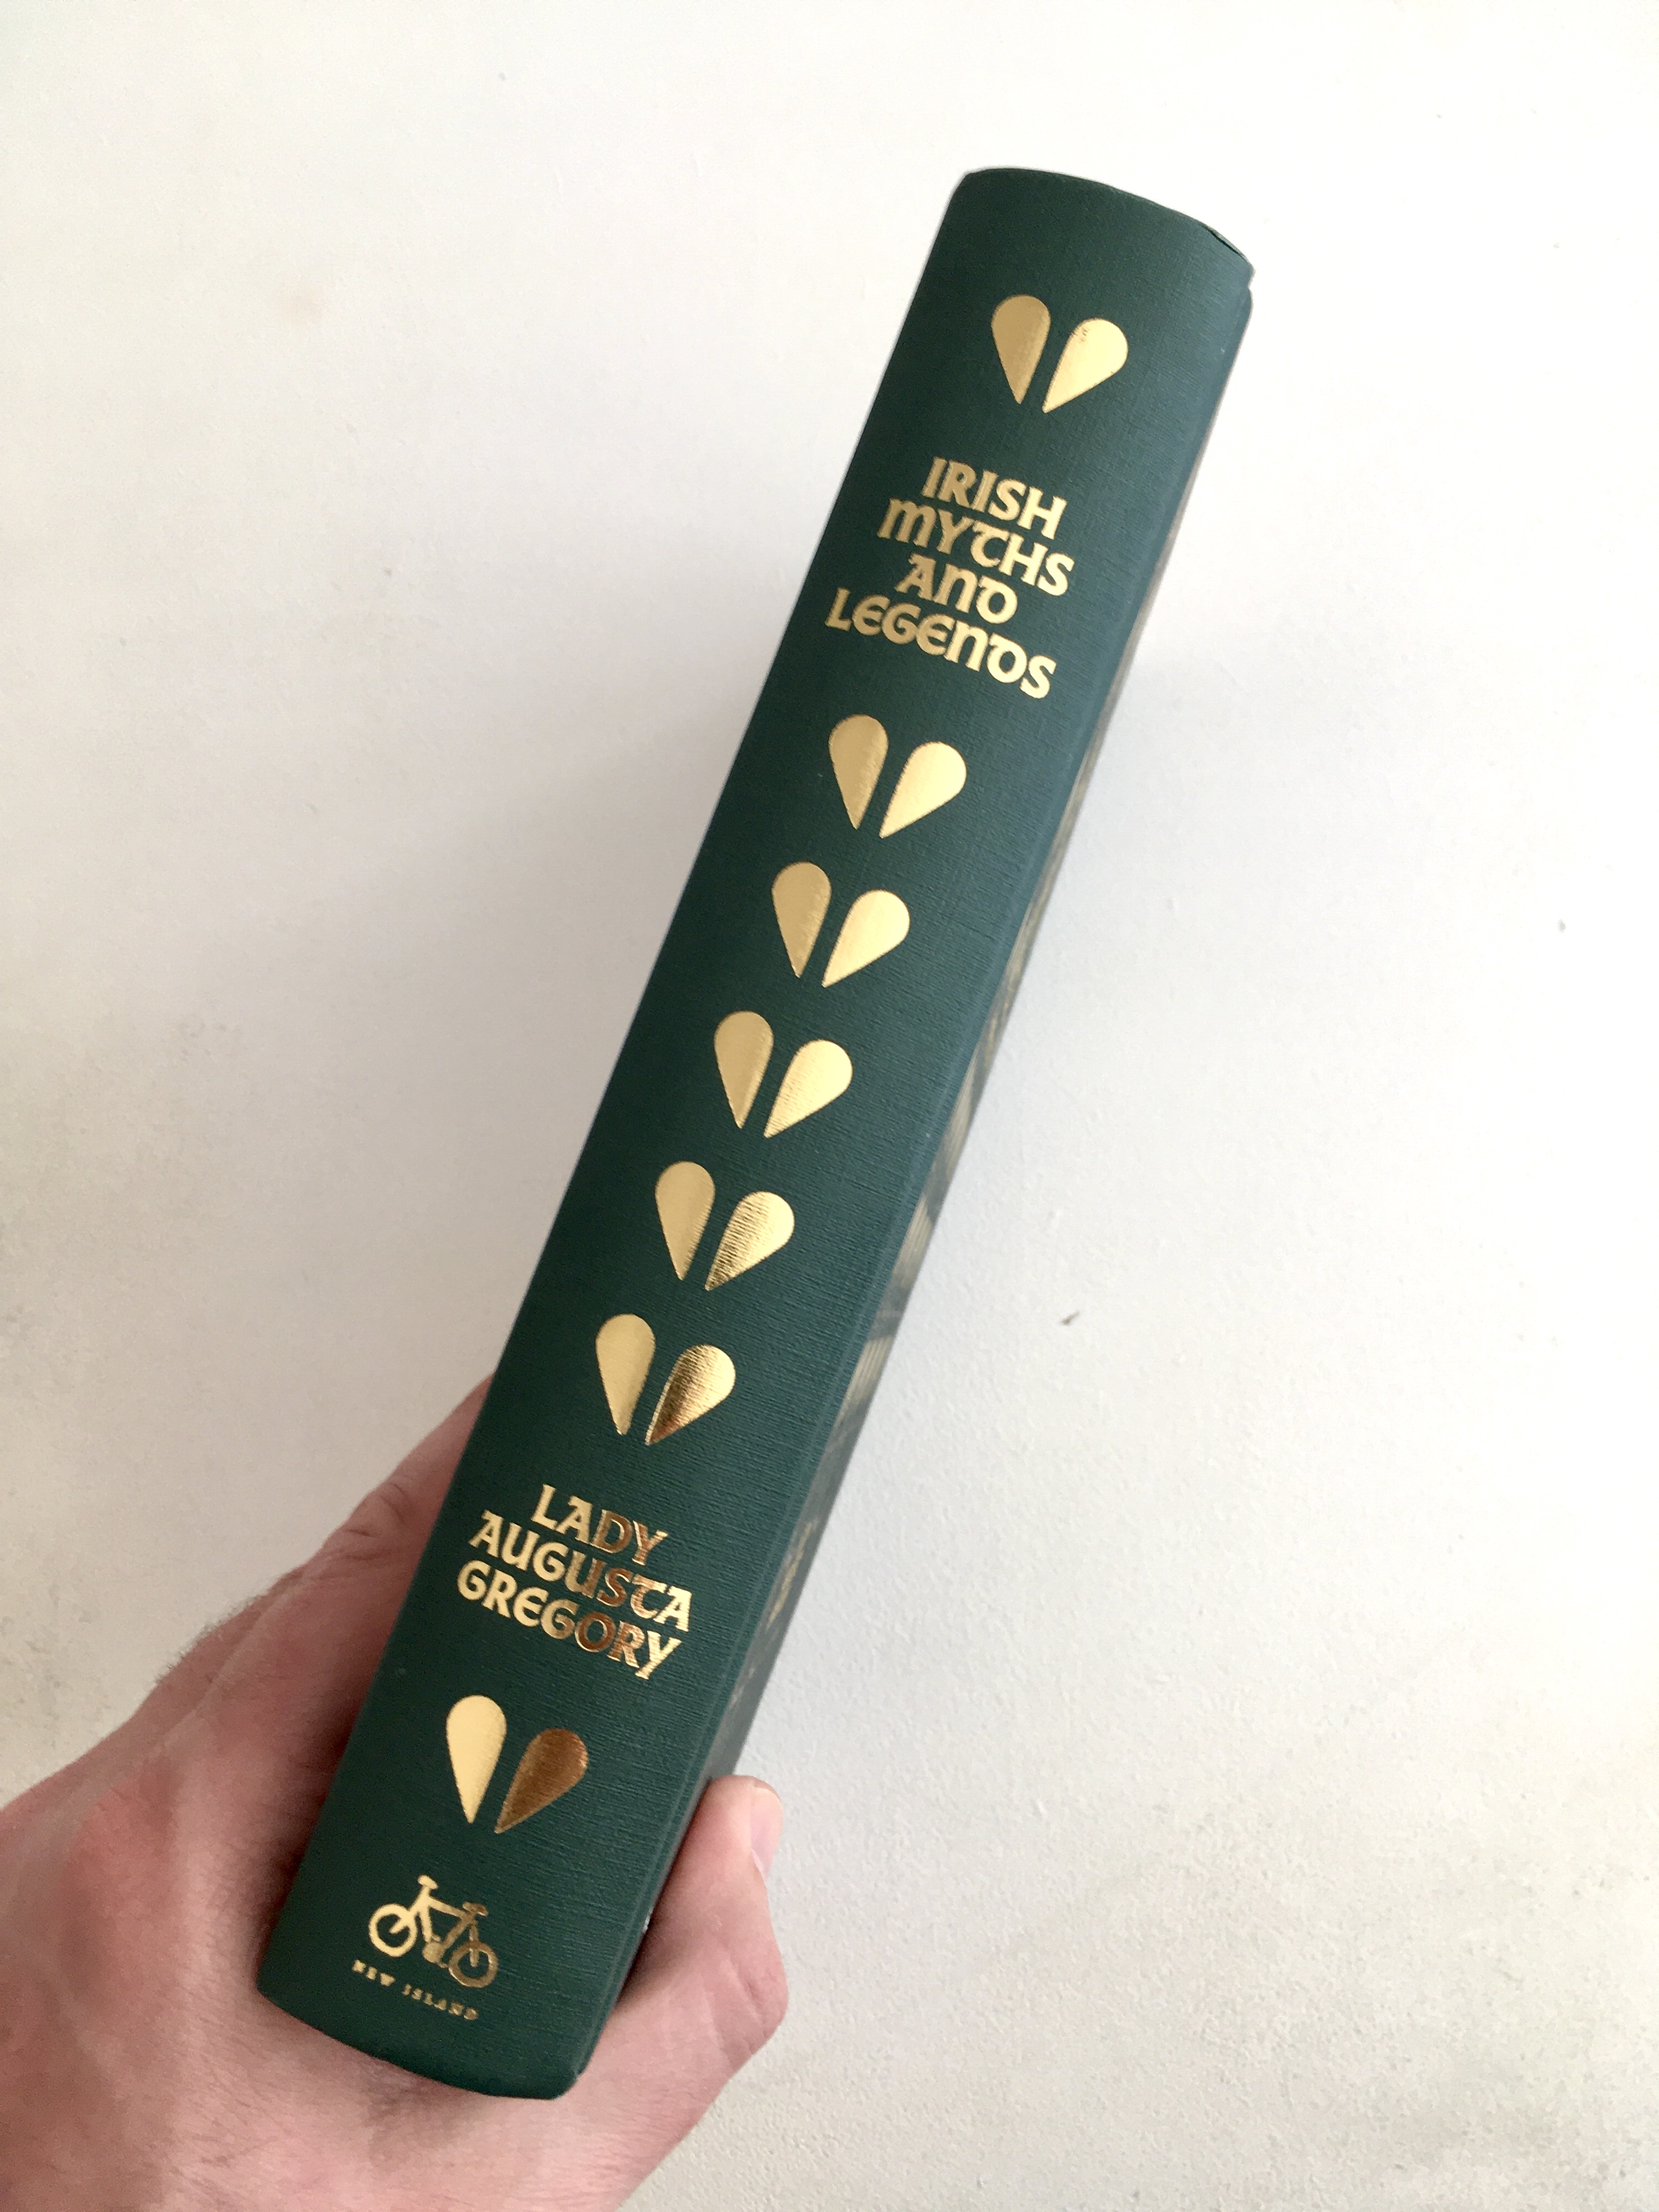 IRISH
MYTHS
AND
LEGENDS
LADY
AUGUSTA
GREGORY
NEW ISLAND